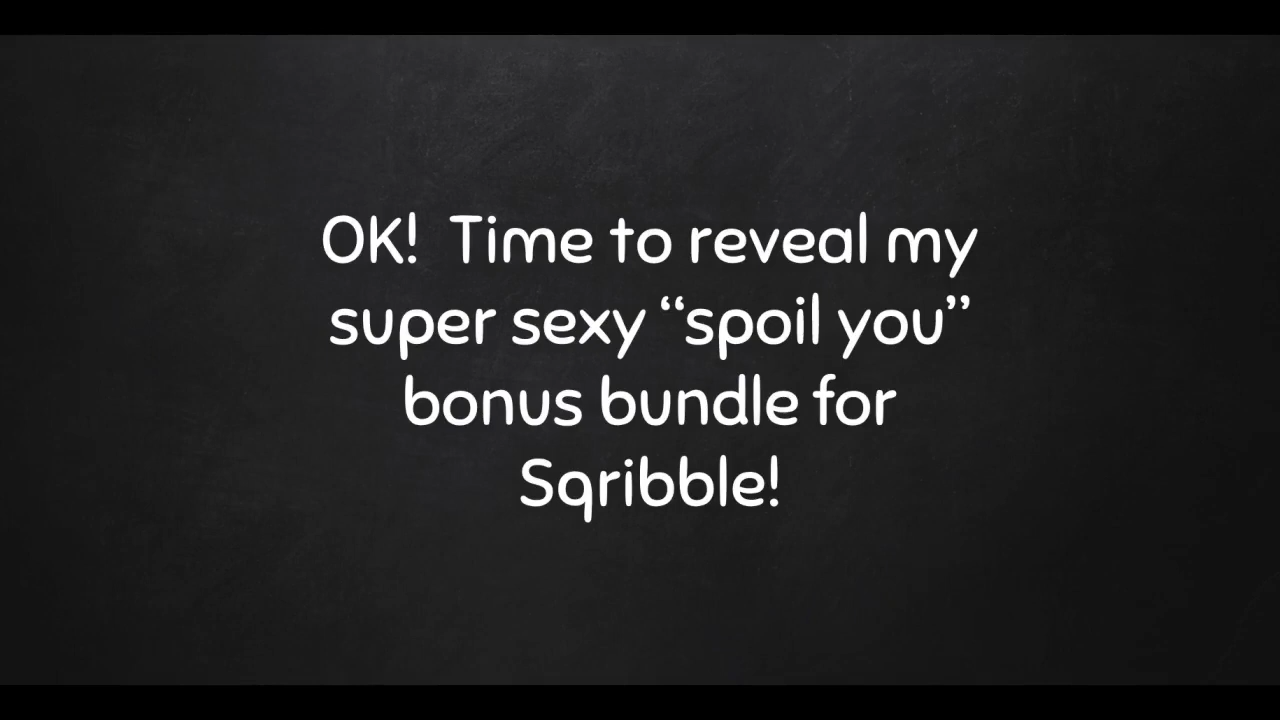 OK!  Time to reveal my
super sexy “spoil you”
bonus bundle for
Sqribble!